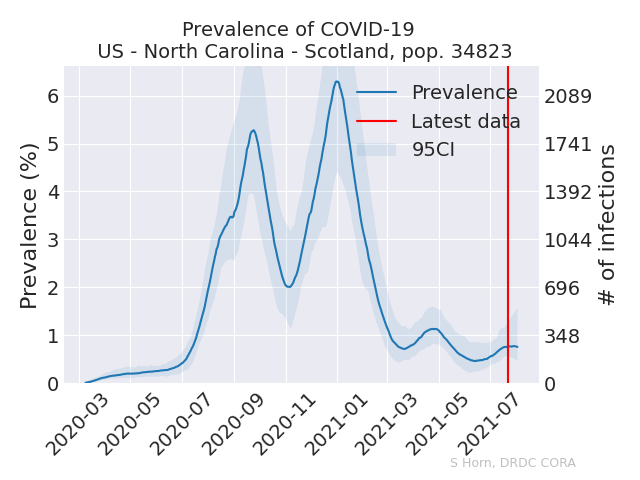 Prevalence of COVID-19
US - North Carolina - Scotland, pop. 34823
Prevalence
Latest data
95CI
Prevalence (%)
6
5
4
3
2
1
0
2089
1741
1392
1044
696
348
0
# of infections
2020-03
2020-05
2020-07
2020-09
2020-11
2021-01
2021-03
2021-05
2021-07
S Horn, DRDC CORA